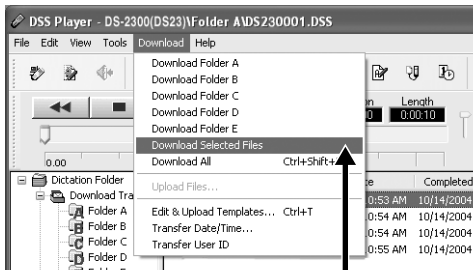 DSS Player - DS-2300(DS23)\Folder A\DS230001.DSS
File Edit View Tools Download Help
Download Folder A
Download Folder B
Download Folder C
Download Folder D
Download Folder E
Download Selected Files
Download All Ctrl+Shift+
Upload Files...
Edit & Upload Templates... Ctrl+T
Transfer Date/Time...
Transfer User ID
Length
0:00:10
0.00
Dictation Folder
Download Tra
Folder A
Folder B
Folder C
Folder D
Completed
0:53 AM 10/14/2004
0:54 AM 10/14/2004
0:54 AM 10/14/2004
0:55 AM 10/14/2004